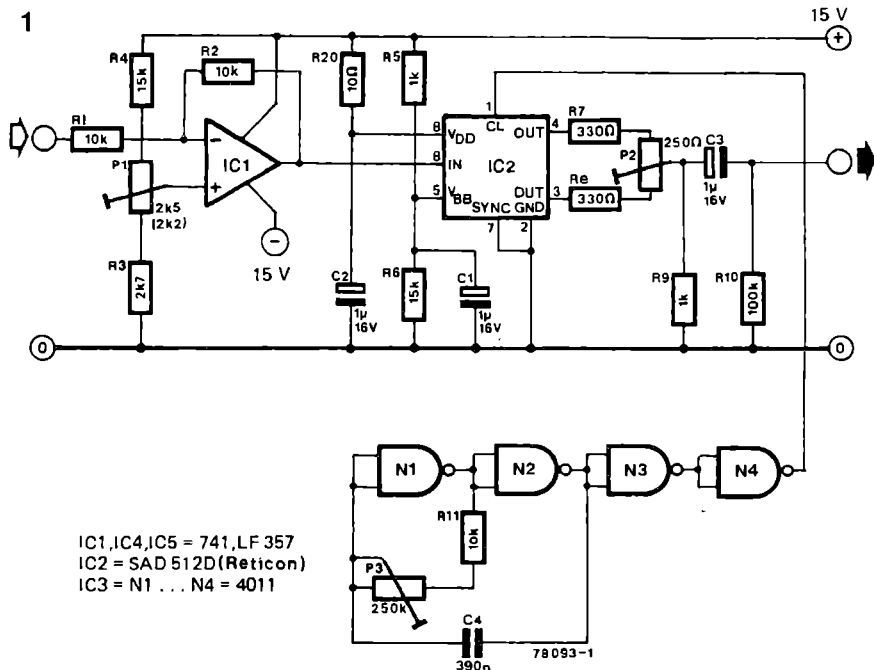 1
15 V
+
R4
15k
R2
10k
R20
10Ω
R5
1k
R1
10k
P1
2k5
(2k2)
R3
2k7
−
+
IC1
−
15 V
1
CL
8
VDD
OUT
4
8
IN
IC2
5
VBB
OUT
3
SYNC GND
7
2
R7
330Ω
Re
330Ω
250Ω
P2
C3
1µ
16V
C2
1µ
16V
R6
15k
C1
1µ
16V
R9
1k
R10
100k
0
0
N1
N2
N3
N4
R11
10k
P3
250k
C4
390p
78093-1
IC1,IC4,IC5 = 741,LF 357
IC2 = SAD 512D(Reticon)
IC3 = N1 ... N4 = 4011